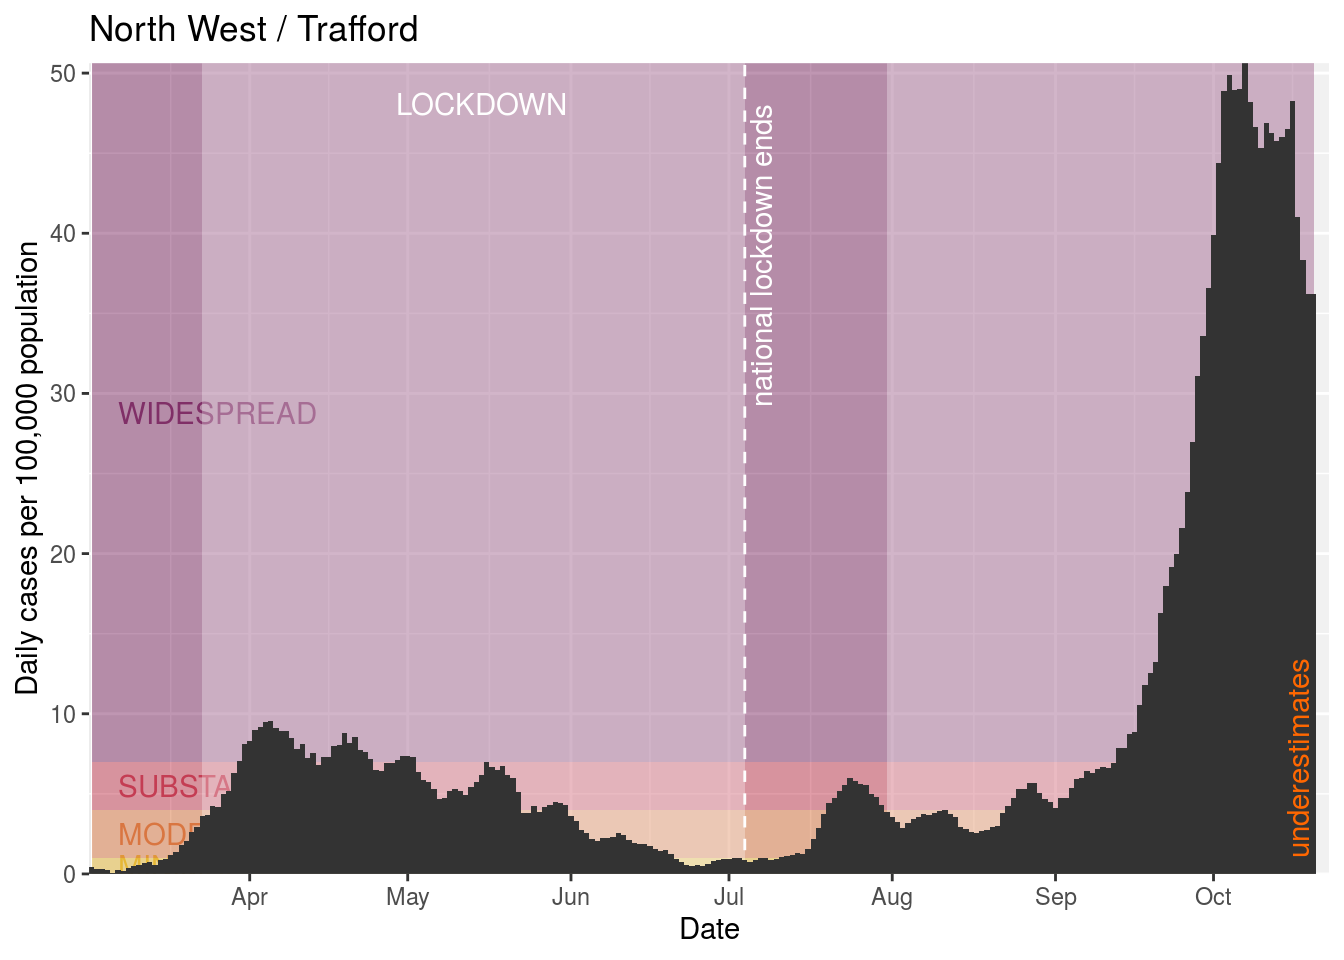 North West / Trafford
50
40
30
20
10
0
Daily cases per 100,000 population
LOCKDOWN
national lockdown ends
WIDESPREAD
SUBSTA
MODE
MIN
underestimates
Apr
May
Jun
Jul
Aug
Sep
Oct
Date